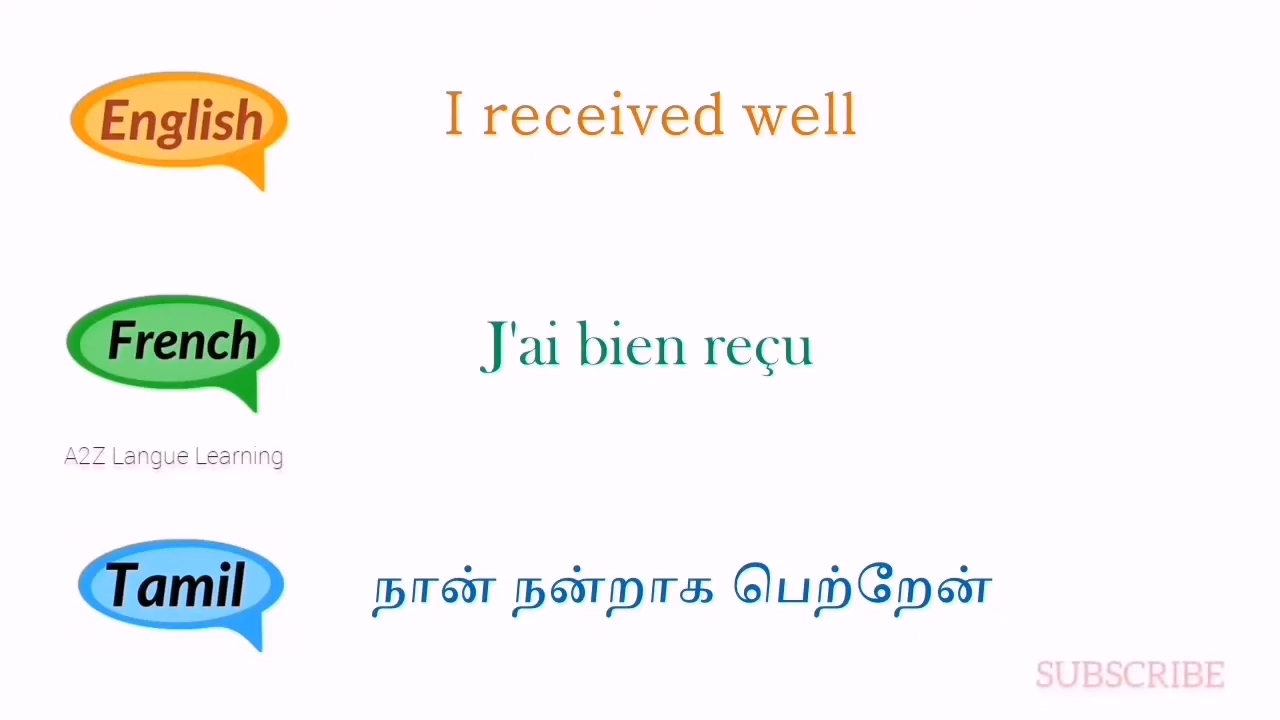 English
I received well
French
J'ai bien reçu
A2Z Langue Learning
Tamil
நான் நன்றாக பெற்றேன்
SUBSCRIBE